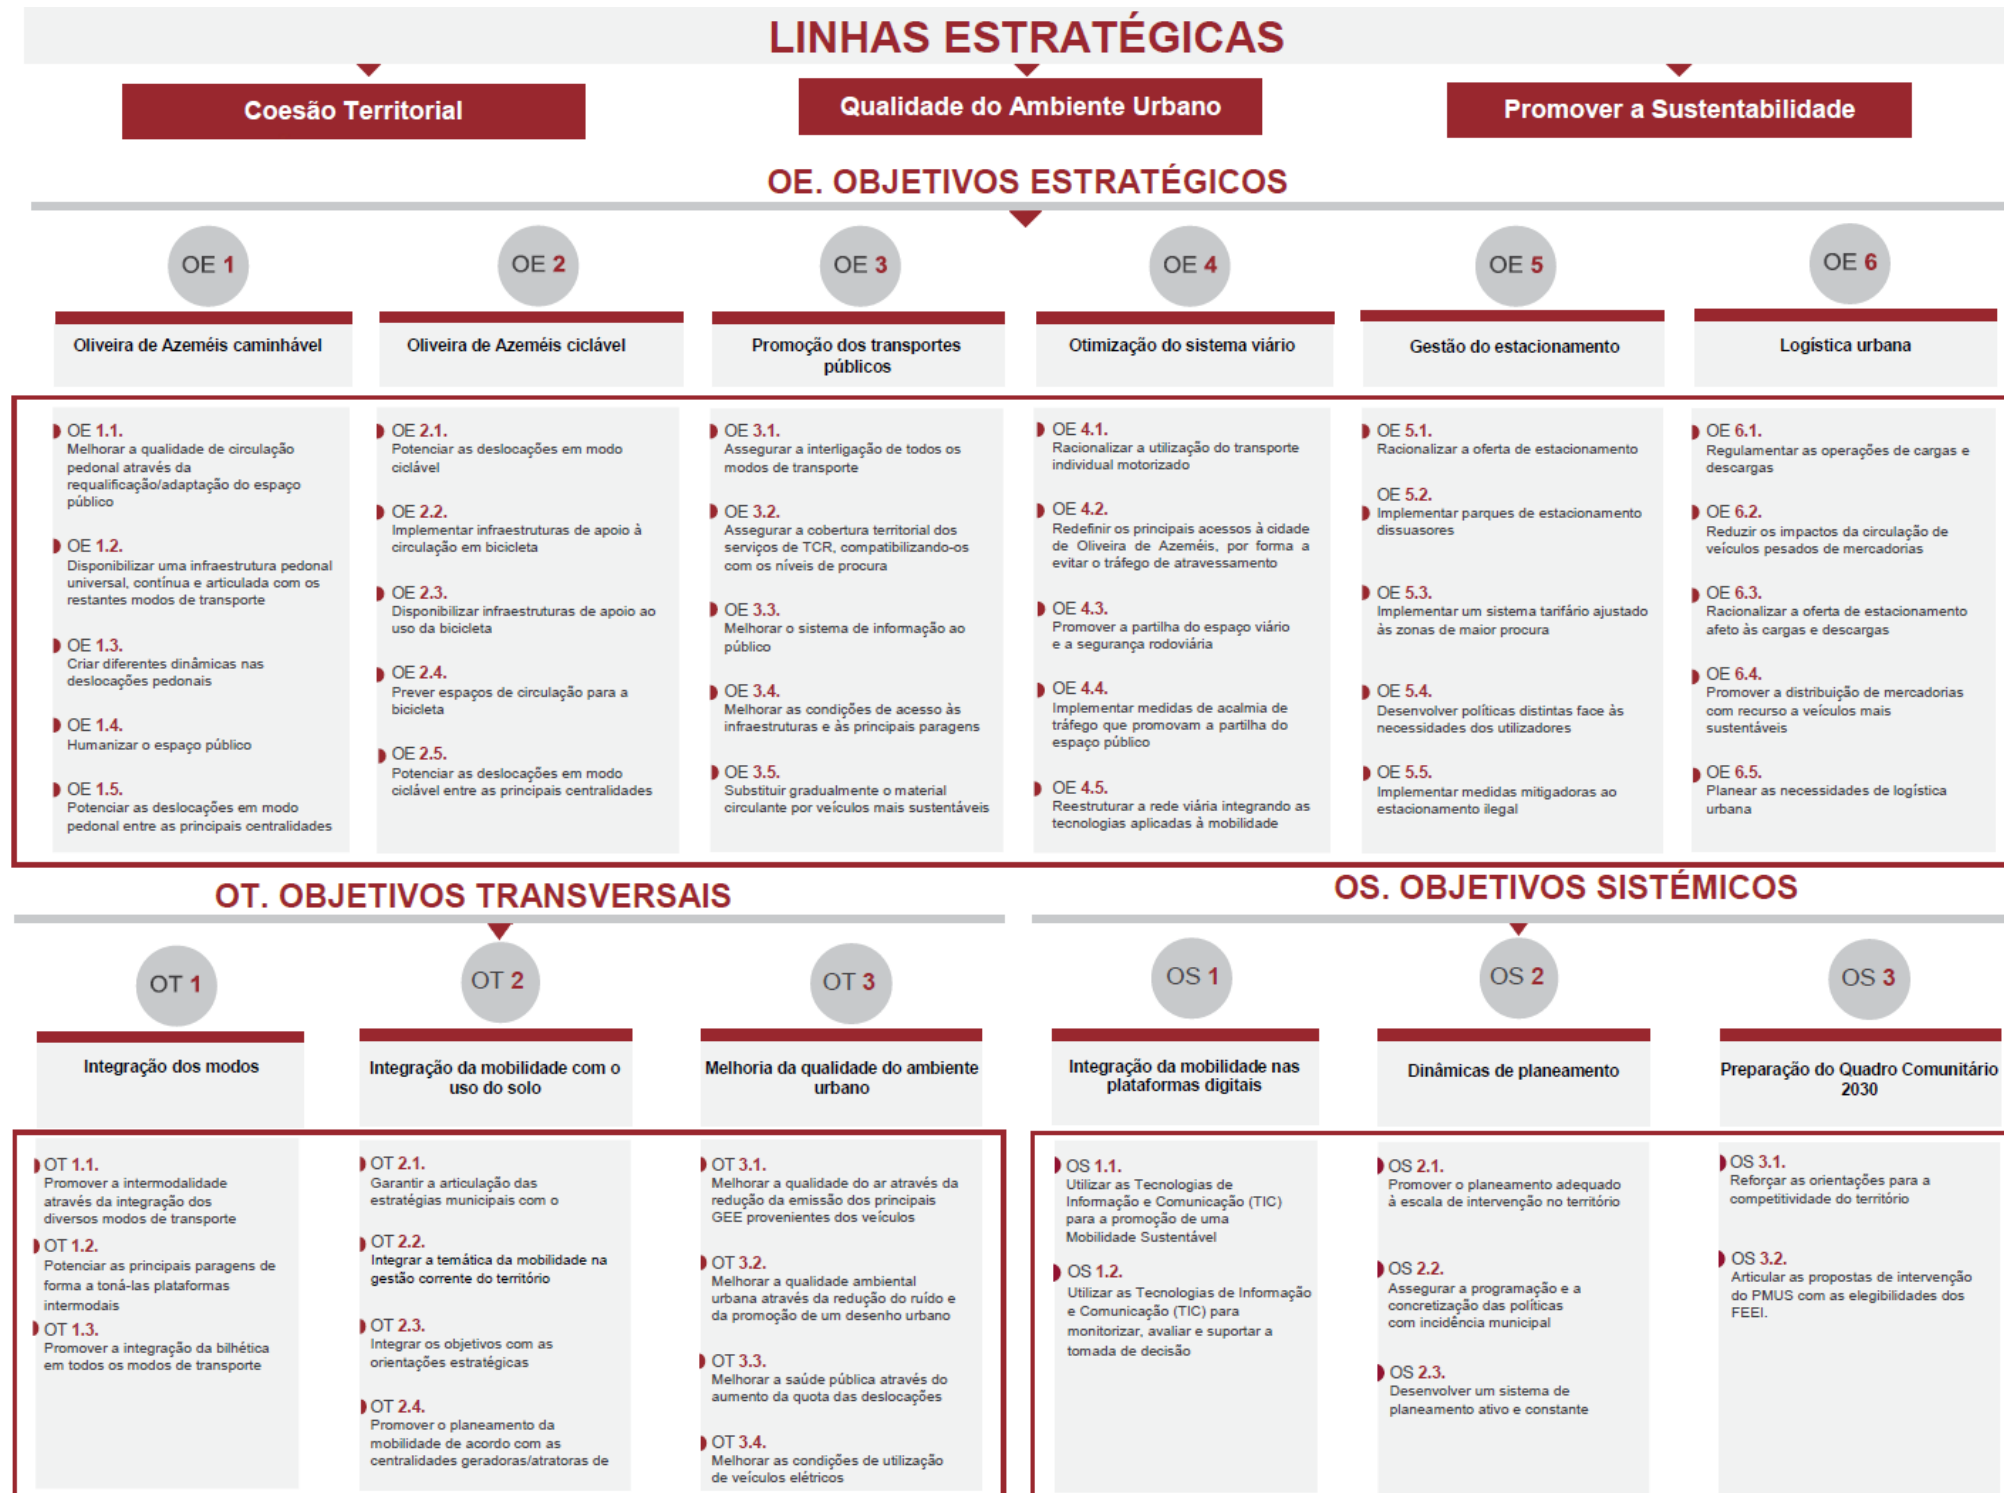 LINHAS ESTRATÉGICAS
Coesão Territorial
Qualidade do Ambiente Urbano
Promover a Sustentabilidade
OE. OBJETIVOS ESTRATÉGICOS
OE 1
Oliveira de Azeméis caminhável
OE 1.1.
Melhorar a qualidade de circulação
pedonal através da
requalificação/adaptação do espaço
público
OE 1.2.
Disponibilizar uma infraestrutura pedonal
universal, contínua e articulada com os
restantes modos de transporte
OE 1.3.
Criar diferentes dinâmicas nas
deslocações pedonais
OE 1.4.
Humanizar o espaço público
OE 1.5.
Potenciar as deslocações em modo
pedonal entre as principais centralidades
OE 2
Oliveira de Azeméis ciclável
OE 2.1.
Potenciar as deslocações em modo
ciclável
OE 2.2.
Implementar infraestruturas de apoio à
circulação em bicicleta
OE 2.3.
Disponibilizar infraestruturas de apoio ao
uso da bicicleta
OE 2.4.
Prever espaços de circulação para a
bicicleta
OE 2.5.
Potenciar as deslocações em modo
ciclável entre as principais centralidades
OE 3
Promoção dos transportes
públicos
OE 3.1.
Assegurar a interligação de todos os
modos de transporte
OE 3.2.
Assegurar a cobertura territorial dos
serviços de TCR, compatibilizando-os
com os níveis de procura
OE 3.3.
Melhorar o sistema de informação ao
público
OE 3.4.
Melhorar as condições de acesso às
infraestruturas e às principais paragens
OE 3.5.
Substituir gradualmente o material
circulante por veículos mais sustentáveis
OE 4
Otimização do sistema viário
OE 4.1.
Racionalizar a utilização do transporte
individual motorizado
OE 4.2.
Redefinir os principais acessos à cidade
de Oliveira de Azeméis, por forma a
evitar o tráfego de atravessamento
OE 4.3.
Promover a partilha do espaço viário
e a segurança rodoviária
OE 4.4.
Implementar medidas de acalmia de
tráfego que promovam a partilha do
espaço público
OE 4.5.
Reestruturar a rede viária integrando as
tecnologias aplicadas à mobilidade
OE 5
Gestão do estacionamento
OE 5.1.
Racionalizar a oferta de estacionamento
OE 5.2.
Implementar parques de estacionamento
dissuasores
OE 5.3.
Implementar um sistema tarifário ajustado
às zonas de maior procura
OE 5.4.
Desenvolver políticas distintas face às
necessidades dos utilizadores
OE 5.5.
Implementar medidas mitigadoras ao
estacionamento ilegal
OE 6
Logística urbana
OE 6.1.
Regulamentar as operações de cargas e
descargas
OE 6.2.
Reduzir os impactos da circulação de
veículos pesados de mercadorias
OE 6.3.
Racionalizar a oferta de estacionamento
afeto às cargas e descargas
OE 6.4.
Promover a distribuição de mercadorias
com recurso a veículos mais
sustentáveis
OE 6.5.
Planear as necessidades de logística
urbana
OT. OBJETIVOS TRANSVERSAIS
OT 1
Integração dos modos
OT 1.1.
Promover a intermodalidade
através da integração dos
diversos modos de transporte
OT 1.2.
Potenciar as principais paragens de
forma a toná-las plataformas
intermodais
OT 1.3.
Promover a integração da bilhética
em todos os modos de transporte
OT 2
Integração da mobilidade com o
uso do solo
OT 2.1.
Garantir a articulação das
estratégias municipais com o
OT 2.2.
Integrar a temática da mobilidade na
gestão corrente do território
OT 2.3.
Integrar os objetivos com as
orientações estratégicas
OT 2.4.
Promover o planeamento da
mobilidade de acordo com as
centralidades geradoras/atratoras de
OT 3
Melhoria da qualidade do ambiente
urbano
OT 3.1.
Melhorar a qualidade do ar através da
redução da emissão dos principais
GEE provenientes dos veículos
OT 3.2.
Melhorar a qualidade ambiental
urbana através da redução do ruído e
da promoção de um desenho urbano
OT 3.3.
Melhorar a saúde pública através do
aumento da quota das deslocações
OT 3.4.
Melhorar as condições de utilização
de veículos elétricos
OS. OBJETIVOS SISTÉMICOS
OS 1
Integração da mobilidade nas
plataformas digitais
OS 1.1.
Utilizar as Tecnologias de
Informação e Comunicação (TIC)
para a promoção de uma
Mobilidade Sustentável
OS 1.2.
Utilizar as Tecnologias de Informação
e Comunicação (TIC) para
monitorizar, avaliar e suportar a
tomada de decisão
OS 2
Dinâmicas de planeamento
OS 2.1.
Promover o planeamento adequado
à escala de intervenção no território
OS 2.2.
Assegurar a programação e a
concretização das políticas
com incidência municipal
OS 2.3.
Desenvolver um sistema de
planeamento ativo e constante
OS 3
Preparação do Quadro Comunitário
2030
OS 3.1.
Reforçar as orientações para a
competitividade do território
OS 3.2.
Articular as propostas de intervenção
do PMUS com as elegibilidades dos
FEEI.